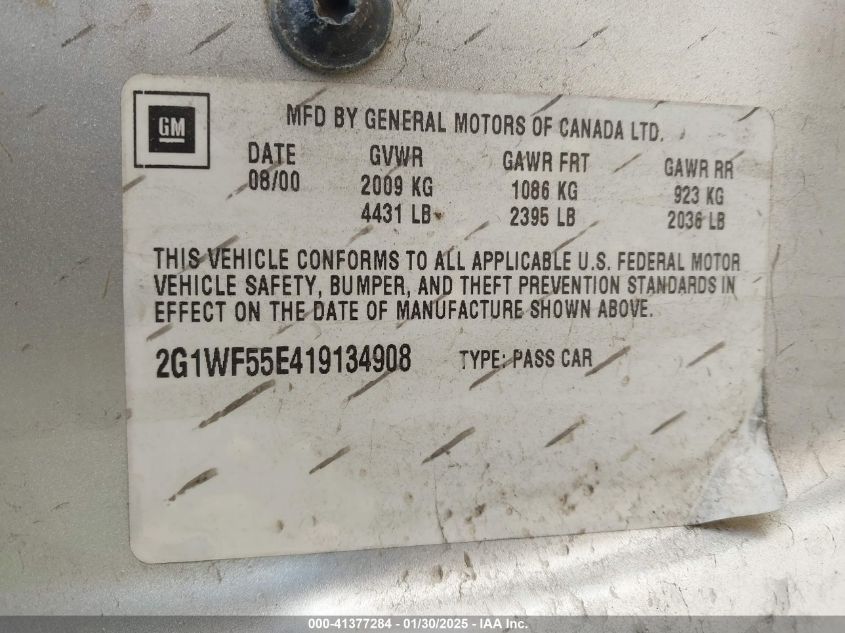 GM
MFD BY GENERAL MOTORS OF CANADA LTD.
DATE GVWR GAWR FRT GAWR RR
08/00 2009 KG 1086 KG 923 KG
4431 LB 2395 LB 2036 LB
THIS VEHICLE CONFORMS TO ALL APPLICABLE U.S. FEDERAL MOTOR
VEHICLE SAFETY, BUMPER, AND THEFT PREVENTION STANDARDS IN
EFFECT ON THE DATE OF MANUFACTURE SHOWN ABOVE.
2G1WF55E419134908 TYPE: PASS CAR
000-41377284 - 01/30/2025 - IAA Inc.